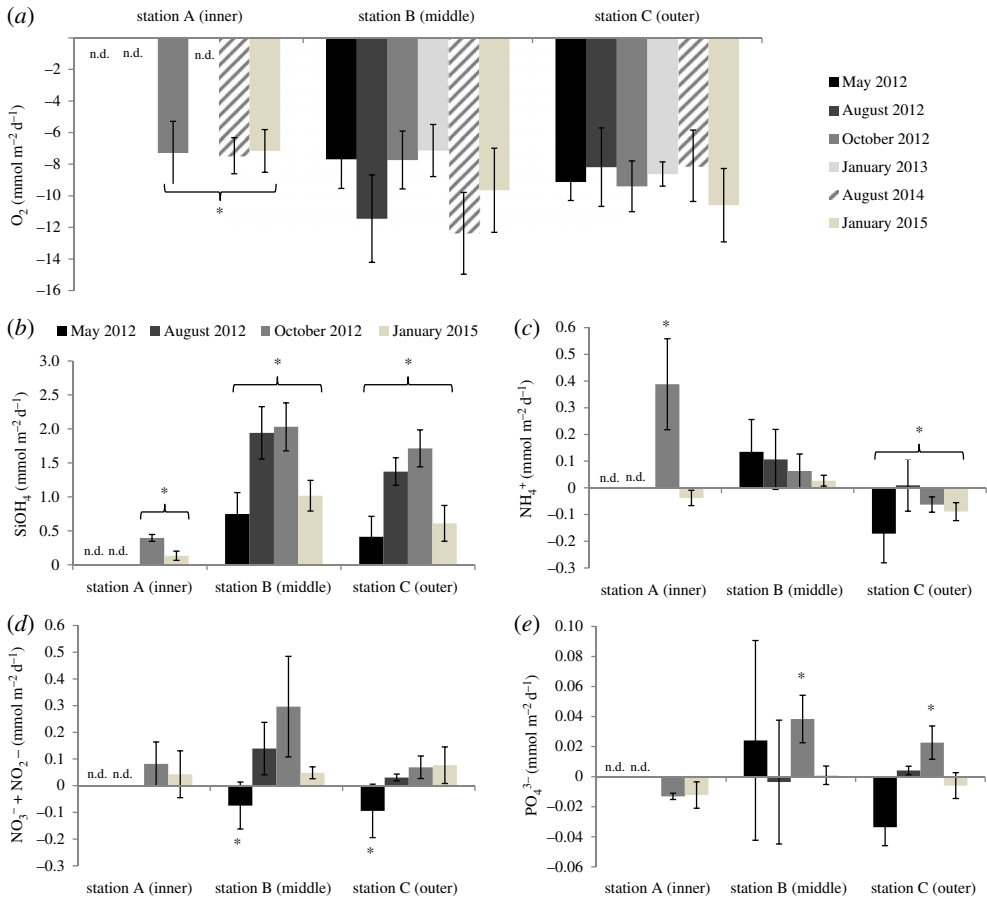 (a)
station A (inner) station B (middle) station C (outer)
n.d. n.d. n.d.
–2
–4
–6
–8
–10
–12
–14
–16
O₂ (mmol m⁻² d⁻¹)
*
May 2012
August 2012
October 2012
January 2013
August 2014
January 2015
(b)
May 2012 August 2012 October 2012 January 2015
3.0
2.5
2.0
1.5
1.0
0.5
0
SiOH₄ (mmol m⁻² d⁻¹)
n.d. n.d.
* * *
station A (inner) station B (middle) station C (outer)
(c)
0.6
0.5
0.4
0.3
0.2
0.1
0
–0.1
–0.2
–0.3
NH₄⁺ (mmol m⁻² d⁻¹)
n.d. n.d.
* *
station A (inner) station B (middle) station C (outer)
(d)
0.6
0.5
0.4
0.3
0.2
0.1
0
–0.1
–0.2
–0.3
NO₃⁻ + NO₂⁻ (mmol m⁻² d⁻¹)
n.d. n.d.
* *
station A (inner) station B (middle) station C (outer)
(e)
0.10
0.08
0.06
0.04
0.02
0
–0.02
–0.04
–0.06
PO₄³⁻ (mmol m⁻² d⁻¹)
n.d. n.d.
* *
station A (inner) station B (middle) station C (outer)